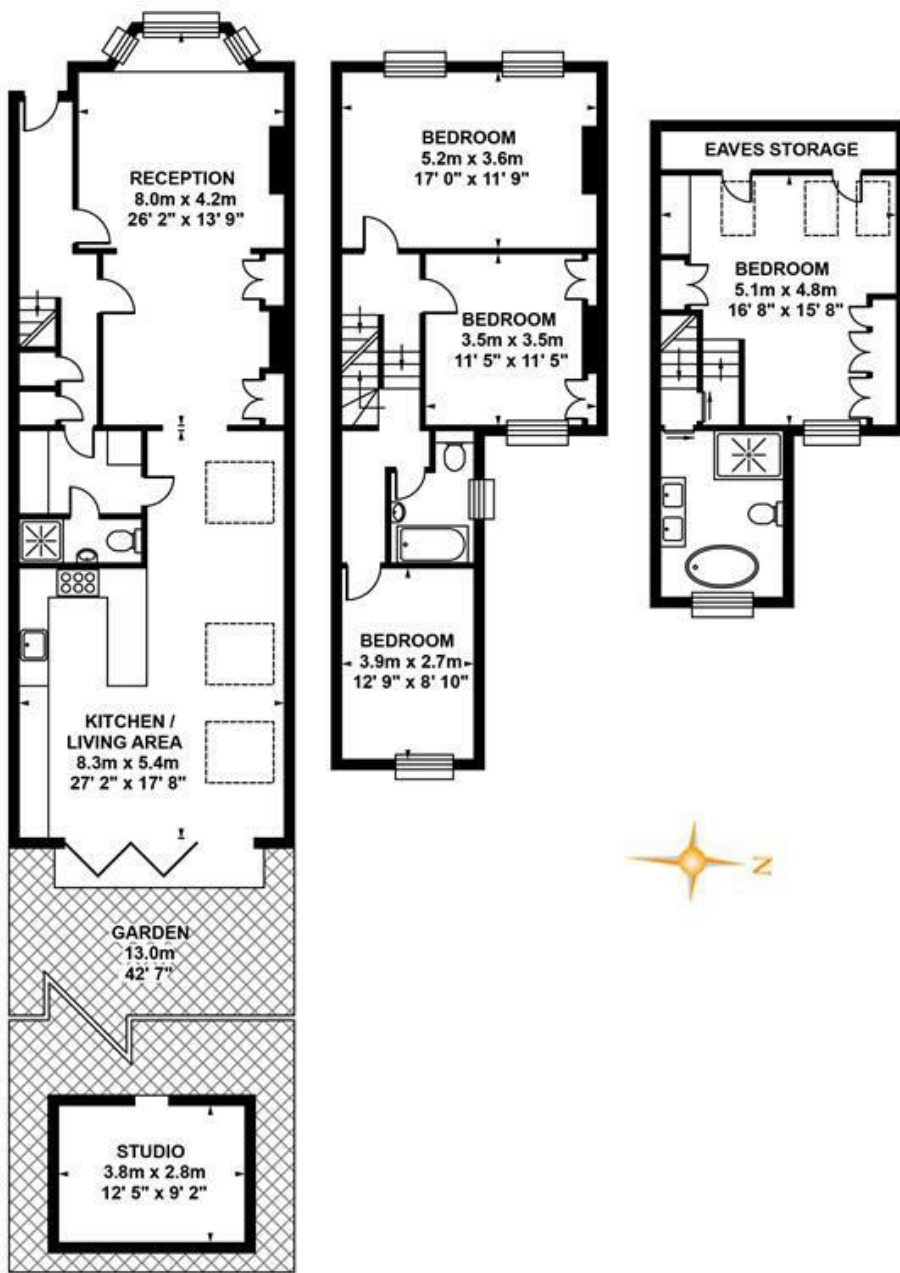 RECEPTION
8.0m x 4.2m
26' 2" x 13' 9"
KITCHEN /
LIVING AREA
8.3m x 5.4m
27' 2" x 17' 8"
GARDEN
13.0m
42' 7"
STUDIO
3.8m x 2.8m
12' 5" x 9' 2"
BEDROOM
5.2m x 3.6m
17' 0" x 11' 9"
BEDROOM
3.5m x 3.5m
11' 5" x 11' 5"
BEDROOM
3.9m x 2.7m
12' 9" x 8' 10"
EAVES STORAGE
BEDROOM
5.1m x 4.8m
16' 8" x 15' 8"
N